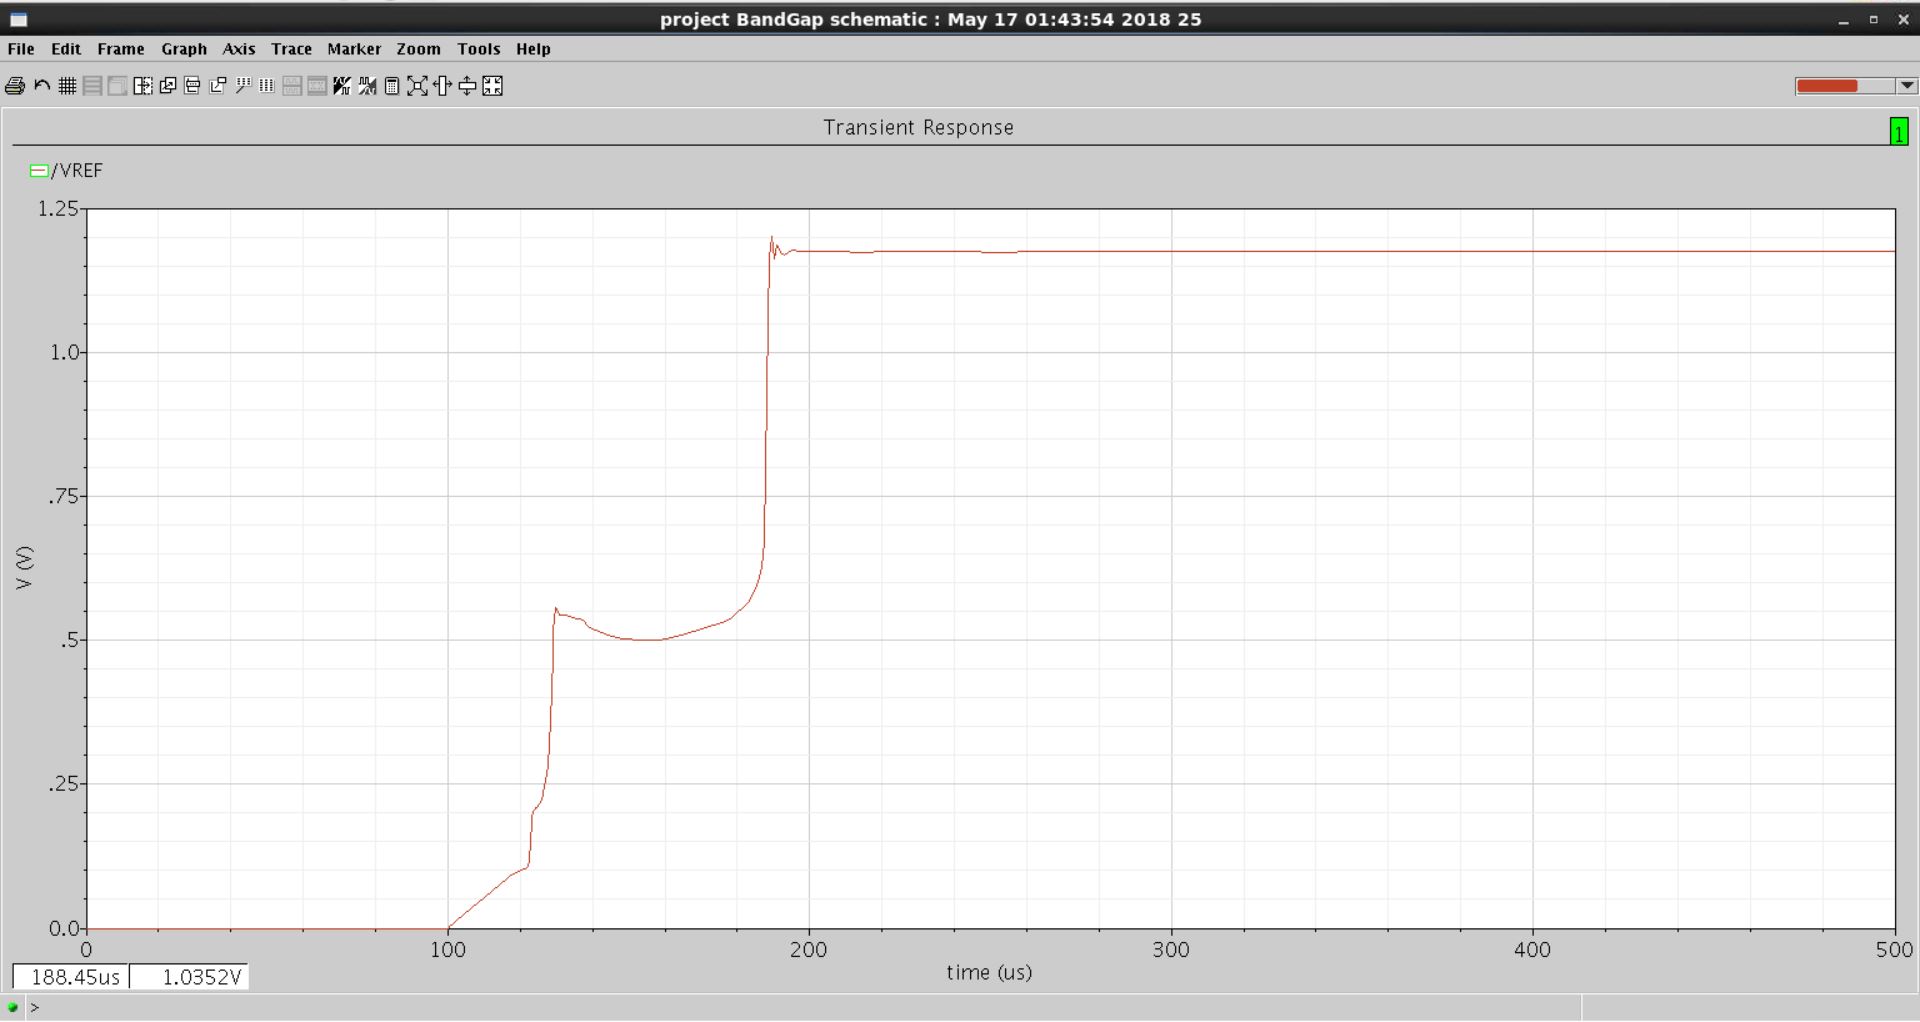 project BandGap schematic : May 17 01:43:54 2018 25
File Edit Frame Graph Axis Trace Marker Zoom Tools Help
Transient Response
1
/VREF
1.25
1.0
.75
V (V)
.5
.25
0.0
0 100 200 300 400 500
time (us)
188.45us 1.0352V
>